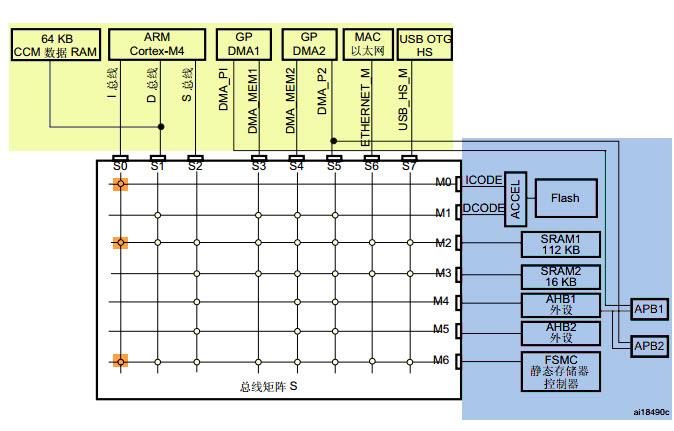 64 KB
CCM 数据 RAM
ARM
Cortex-M4
GP
DMA1
GP
DMA2
MAC
以太网
USB OTG
HS
I 总线
D 总线
S 总线
DMA_PI
DMA_MEM1
DMA_MEM2
DMA_P2
ETHERNET_M
USB_HS_M
S0 S1 S2 S3 S4 S5 S6 S7
M0 ICODE
M1 DCODE
ACCEL
Flash
M2 SRAM1
112 KB
M3 SRAM2
16 KB
M4 AHB1
外设
APB1
M5 AHB2
外设
APB2
M6 FSMC
静态存储器
控制器
总线矩阵 S
ai18490c